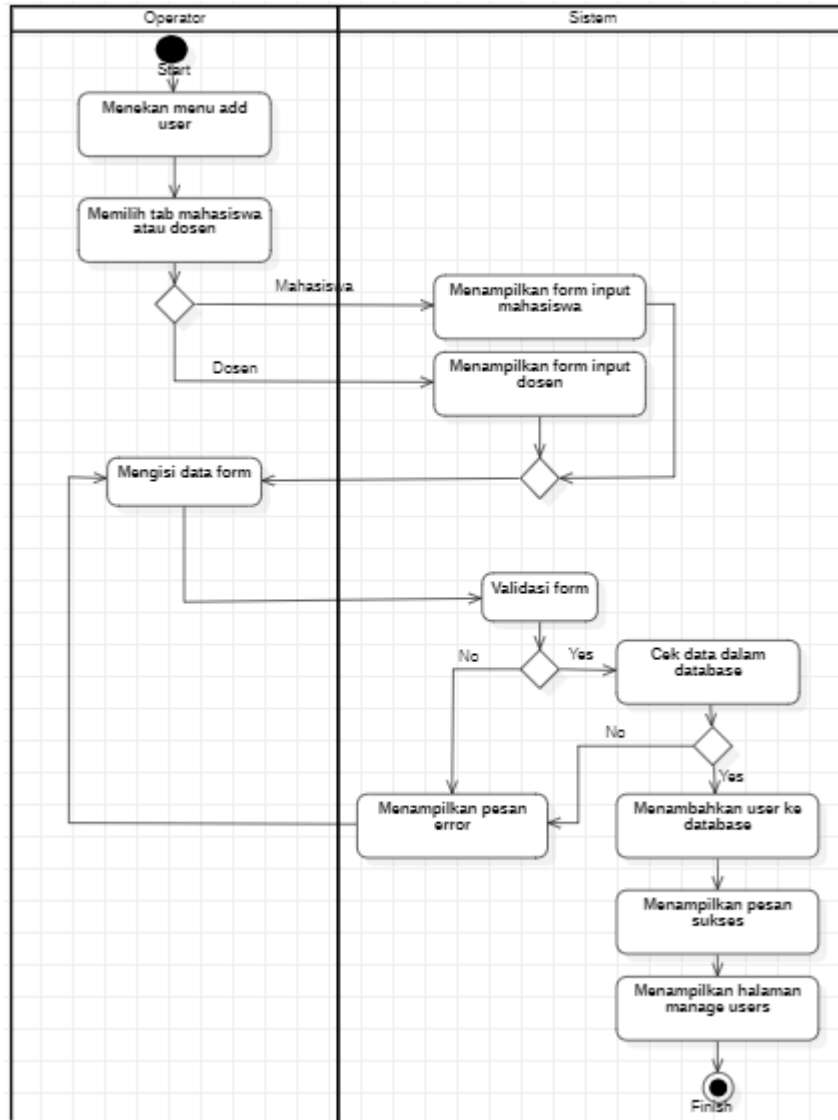 Operator
Sistem
Start
Menekan menu add
user
Memilih tab mahasiswa
atau dosen
Mahasiswa
Menampilkan form input
mahasiswa
Dosen
Menampilkan form input
dosen
Mengisi data form
Validasi form
No
Yes
Cek data dalam
database
No
Yes
Menampilkan pesan
error
Menambahkan user ke
database
Menampilkan pesan
sukses
Menampilkan halaman
manage users
Finish